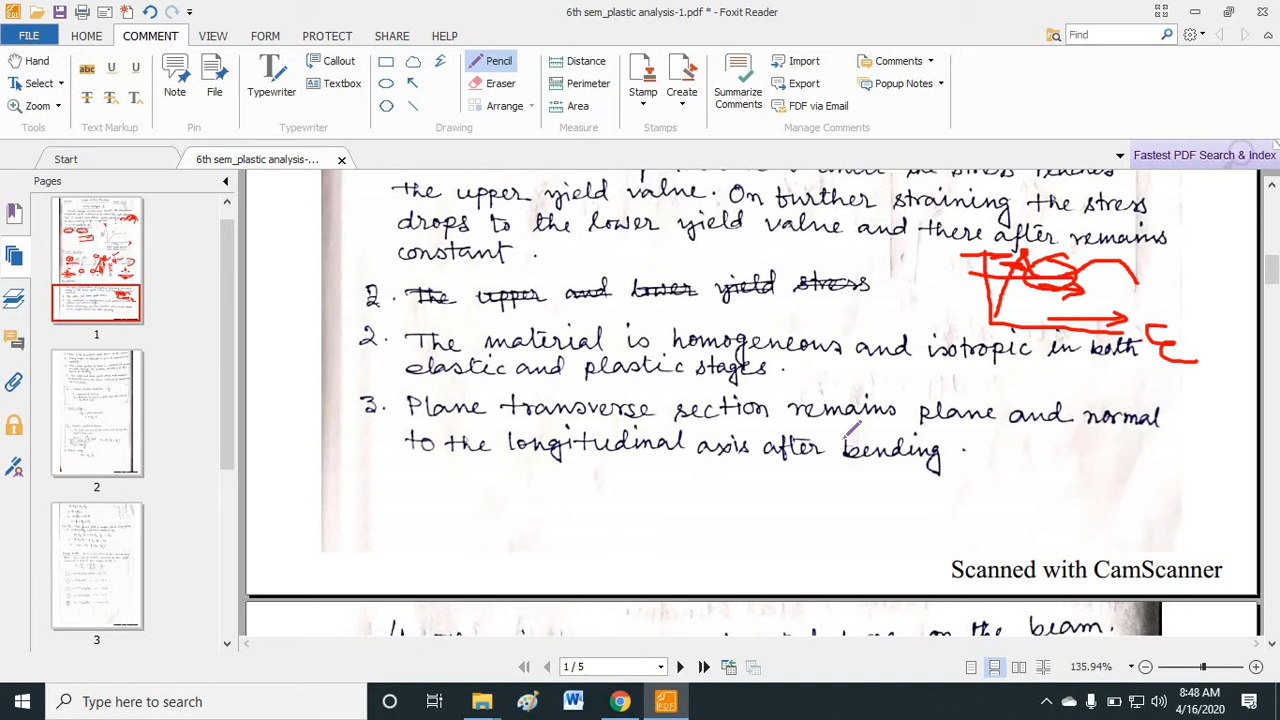 6th sem_plastic analysis-1.pdf * - Foxit Reader
FILE HOME COMMENT VIEW FORM PROTECT SHARE HELP
Find
Hand
Select
Zoom
Tools
Text Markup
Note
File
Pin
Typewriter
Callout
Textbox
Typewriter
Pencil
Eraser
Arrange
Drawing
Distance
Perimeter
Area
Measure
Stamp
Create
Stamps
Summarize
Comments
Import
Export
FDF via Email
Comments
Popup Notes
Manage Comments
Start
6th sem_plastic analysis-...
Fastest PDF Search & Index
Pages
1
2
3
the upper yield value. On further straining the stress
drops to the lower yield value and there after remains
constant.
2. The upper and lower yield stress
2. The material is homogeneous and isotropic in both
elastic and plastic stages.
3. Plane transverse section remains plane and normal
to the longitudinal axis after bending.
Scanned with CamScanner
on the beam.
1 / 5
135.94%
Type here to search
8:48 AM
4/16/2020